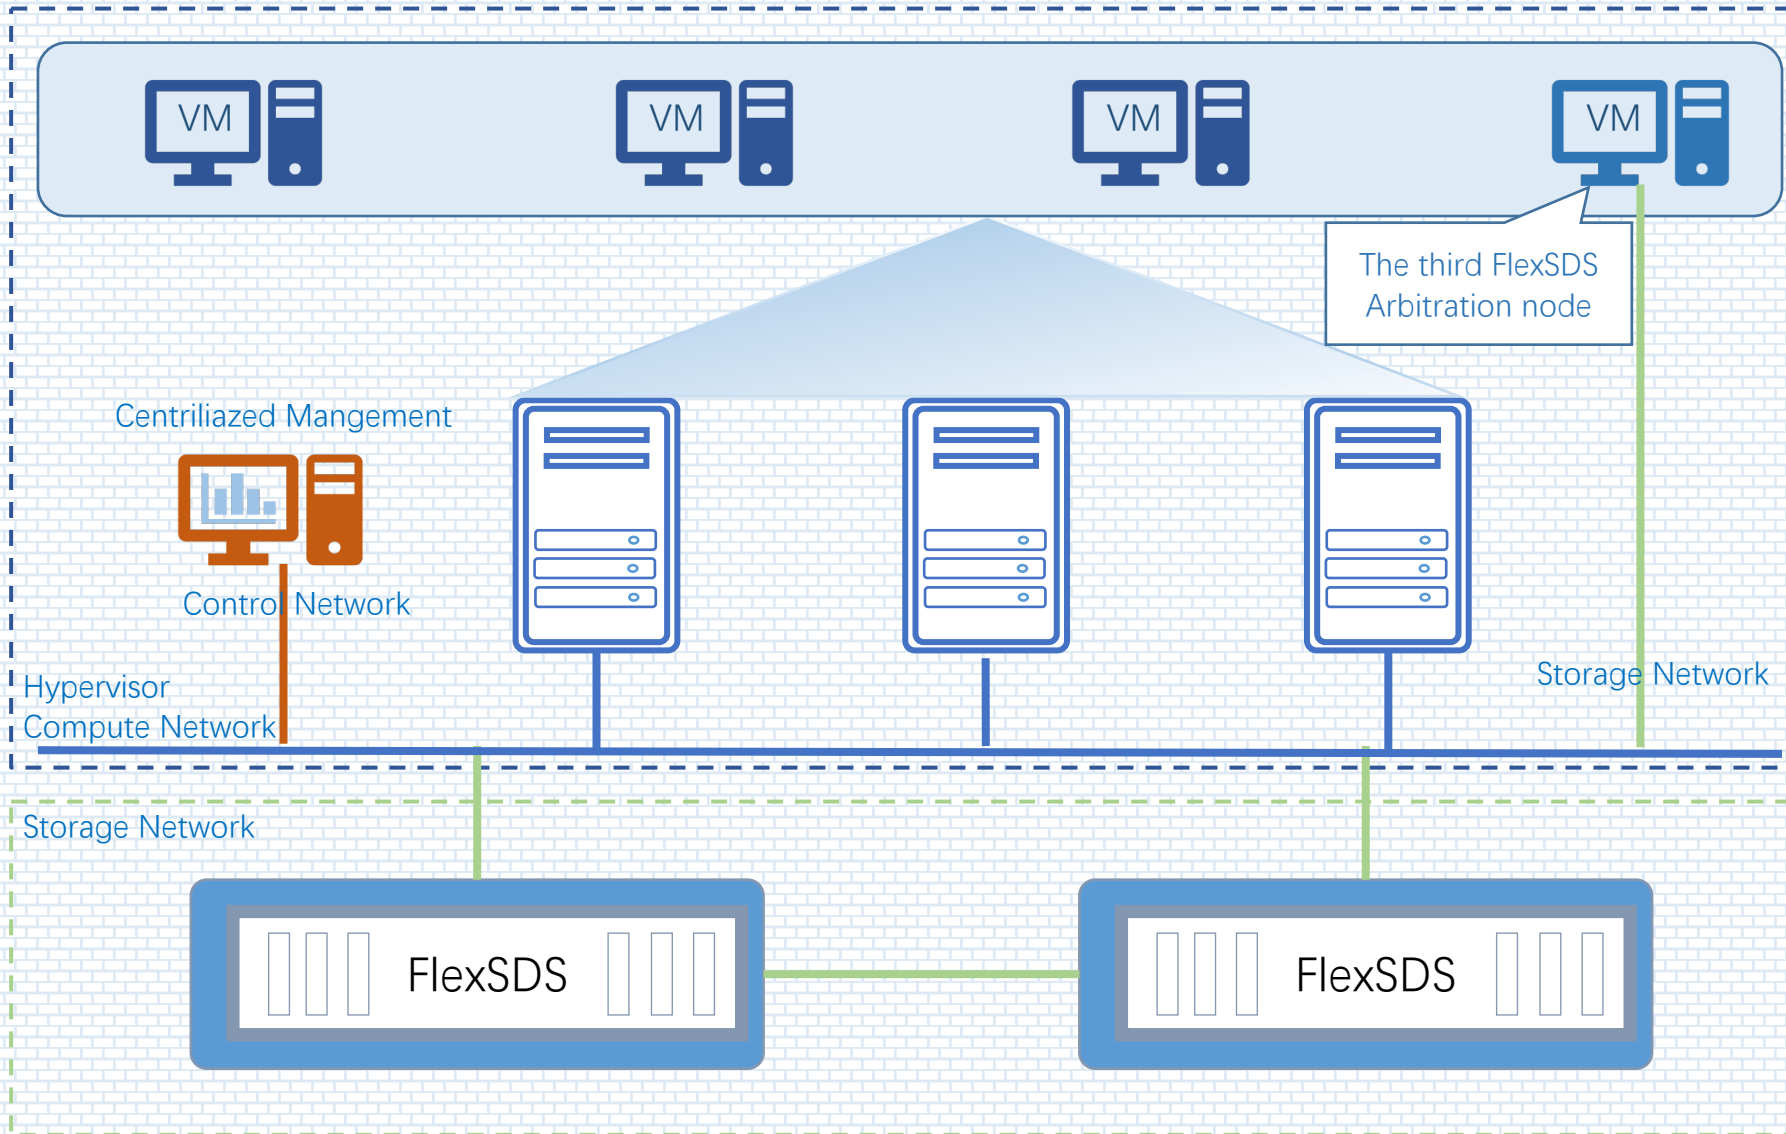 VM
VM
VM
VM
The third FlexSDS
Arbitration node
Centriliazed Mangement
Control Network
Hypervisor
Compute Network
Storage Network
Storage Network
FlexSDS
FlexSDS